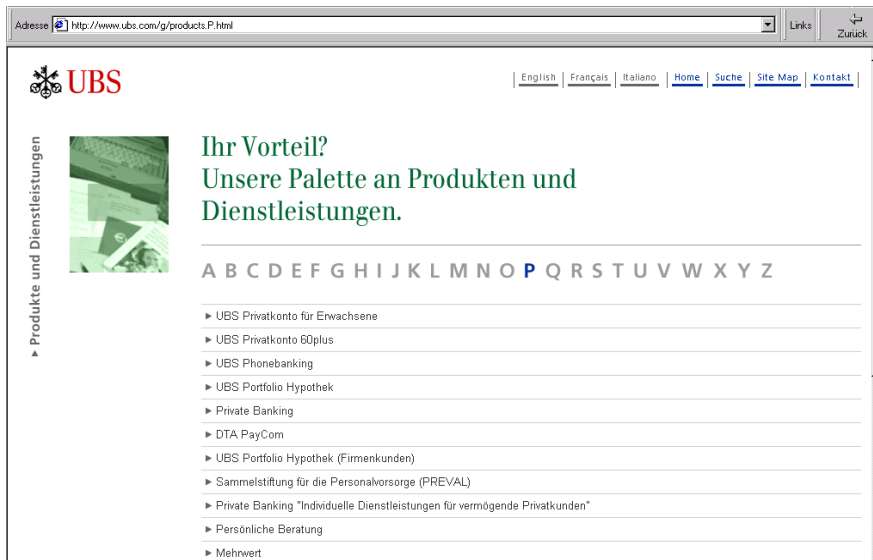 Adresse http://www.ubs.com/g/products.P.html Links Zurück
UBS
English Français Italiano Home Suche Site Map Kontakt
Produkte und Dienstleistungen
Ihr Vorteil?
Unsere Palette an Produkten und
Dienstleistungen.
A B C D E F G H I J K L M N O P Q R S T U V W X Y Z
UBS Privatkonto für Erwachsene
UBS Privatkonto 60plus
UBS Phonebanking
UBS Portfolio Hypothek
Private Banking
DTA PayCom
UBS Portfolio Hypothek (Firmenkunden)
Sammelstiftung für die Personalvorsorge (PREVAL)
Private Banking "Individuelle Dienstleistungen für vermögende Privatkunden"
Persönliche Beratung
Mehrwert